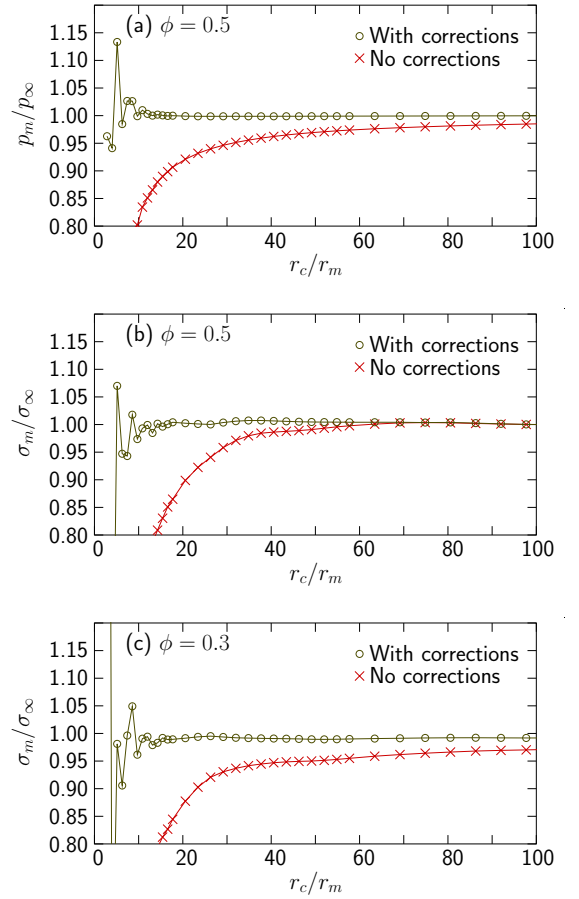 (a) ϕ = 0.5
With corrections
No corrections
1.15
1.10
1.05
1.00
0.95
0.90
0.85
0.80
p_m/p_∞
0 20 40 60 80 100
r_c/r_m
(b) ϕ = 0.5
With corrections
No corrections
1.15
1.10
1.05
1.00
0.95
0.90
0.85
0.80
σ_m/σ_∞
0 20 40 60 80 100
r_c/r_m
(c) ϕ = 0.3
With corrections
No corrections
1.15
1.10
1.05
1.00
0.95
0.90
0.85
0.80
σ_m/σ_∞
0 20 40 60 80 100
r_c/r_m